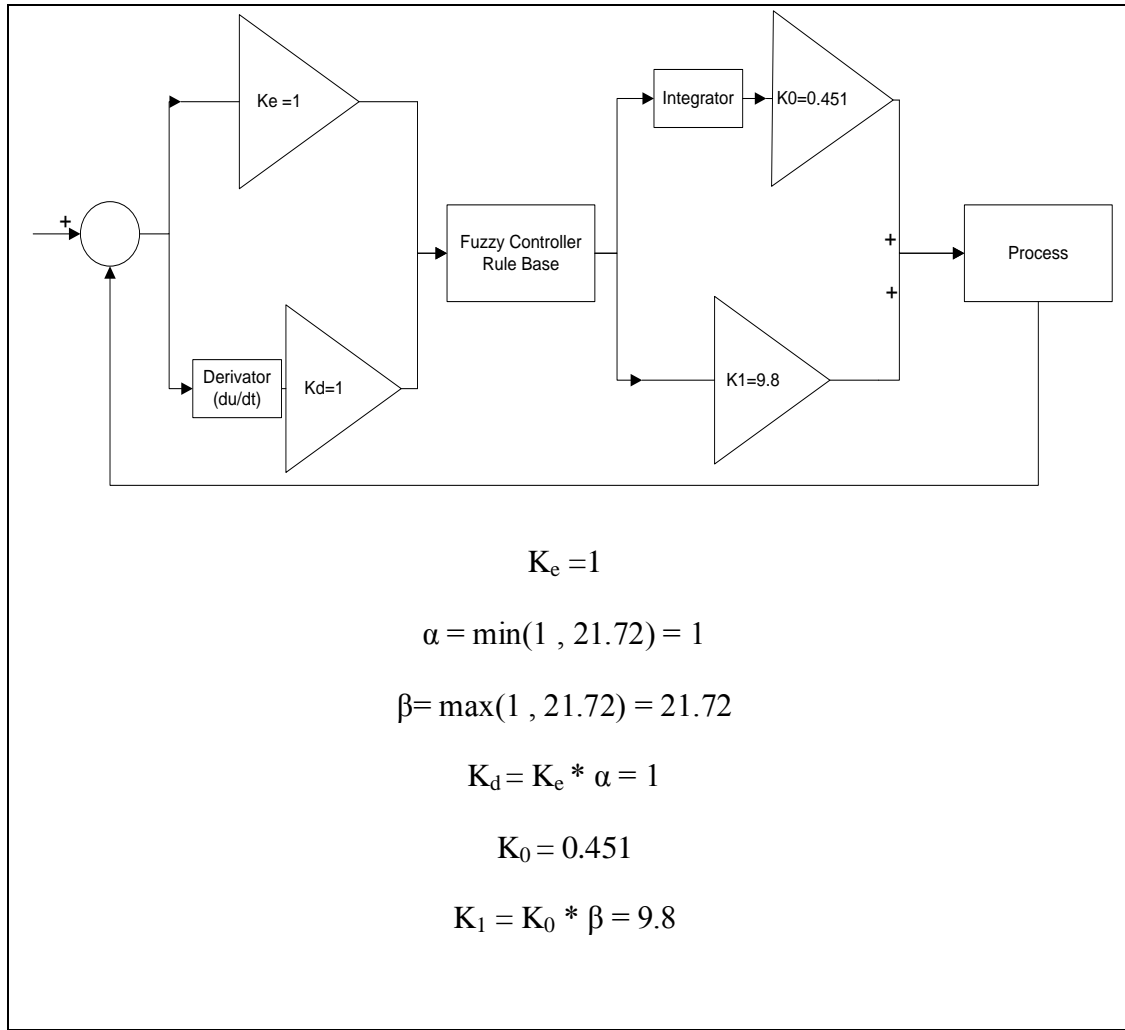 Ke =1
Integrator
K0=0.451
+
Fuzzy Controller
Rule Base
+
+
Process
Derivator
(du/dt)
Kd=1
K1=9.8
Kₑ =1
α = min(1 , 21.72) = 1
β= max(1 , 21.72) = 21.72
K_d = Kₑ * α = 1
K₀ = 0.451
K₁ = K₀ * β = 9.8